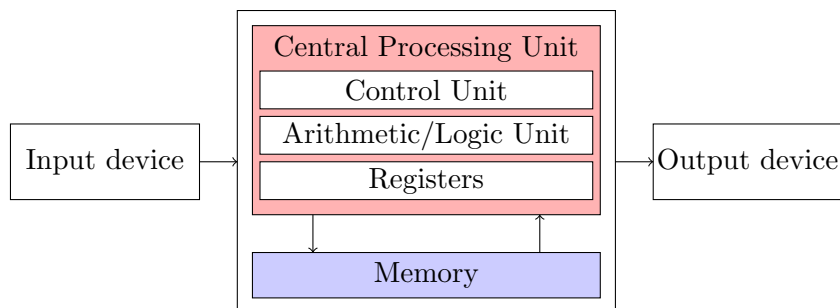 Central Processing Unit
Control Unit
Arithmetic/Logic Unit
Input device
Output device
Registers
Memory